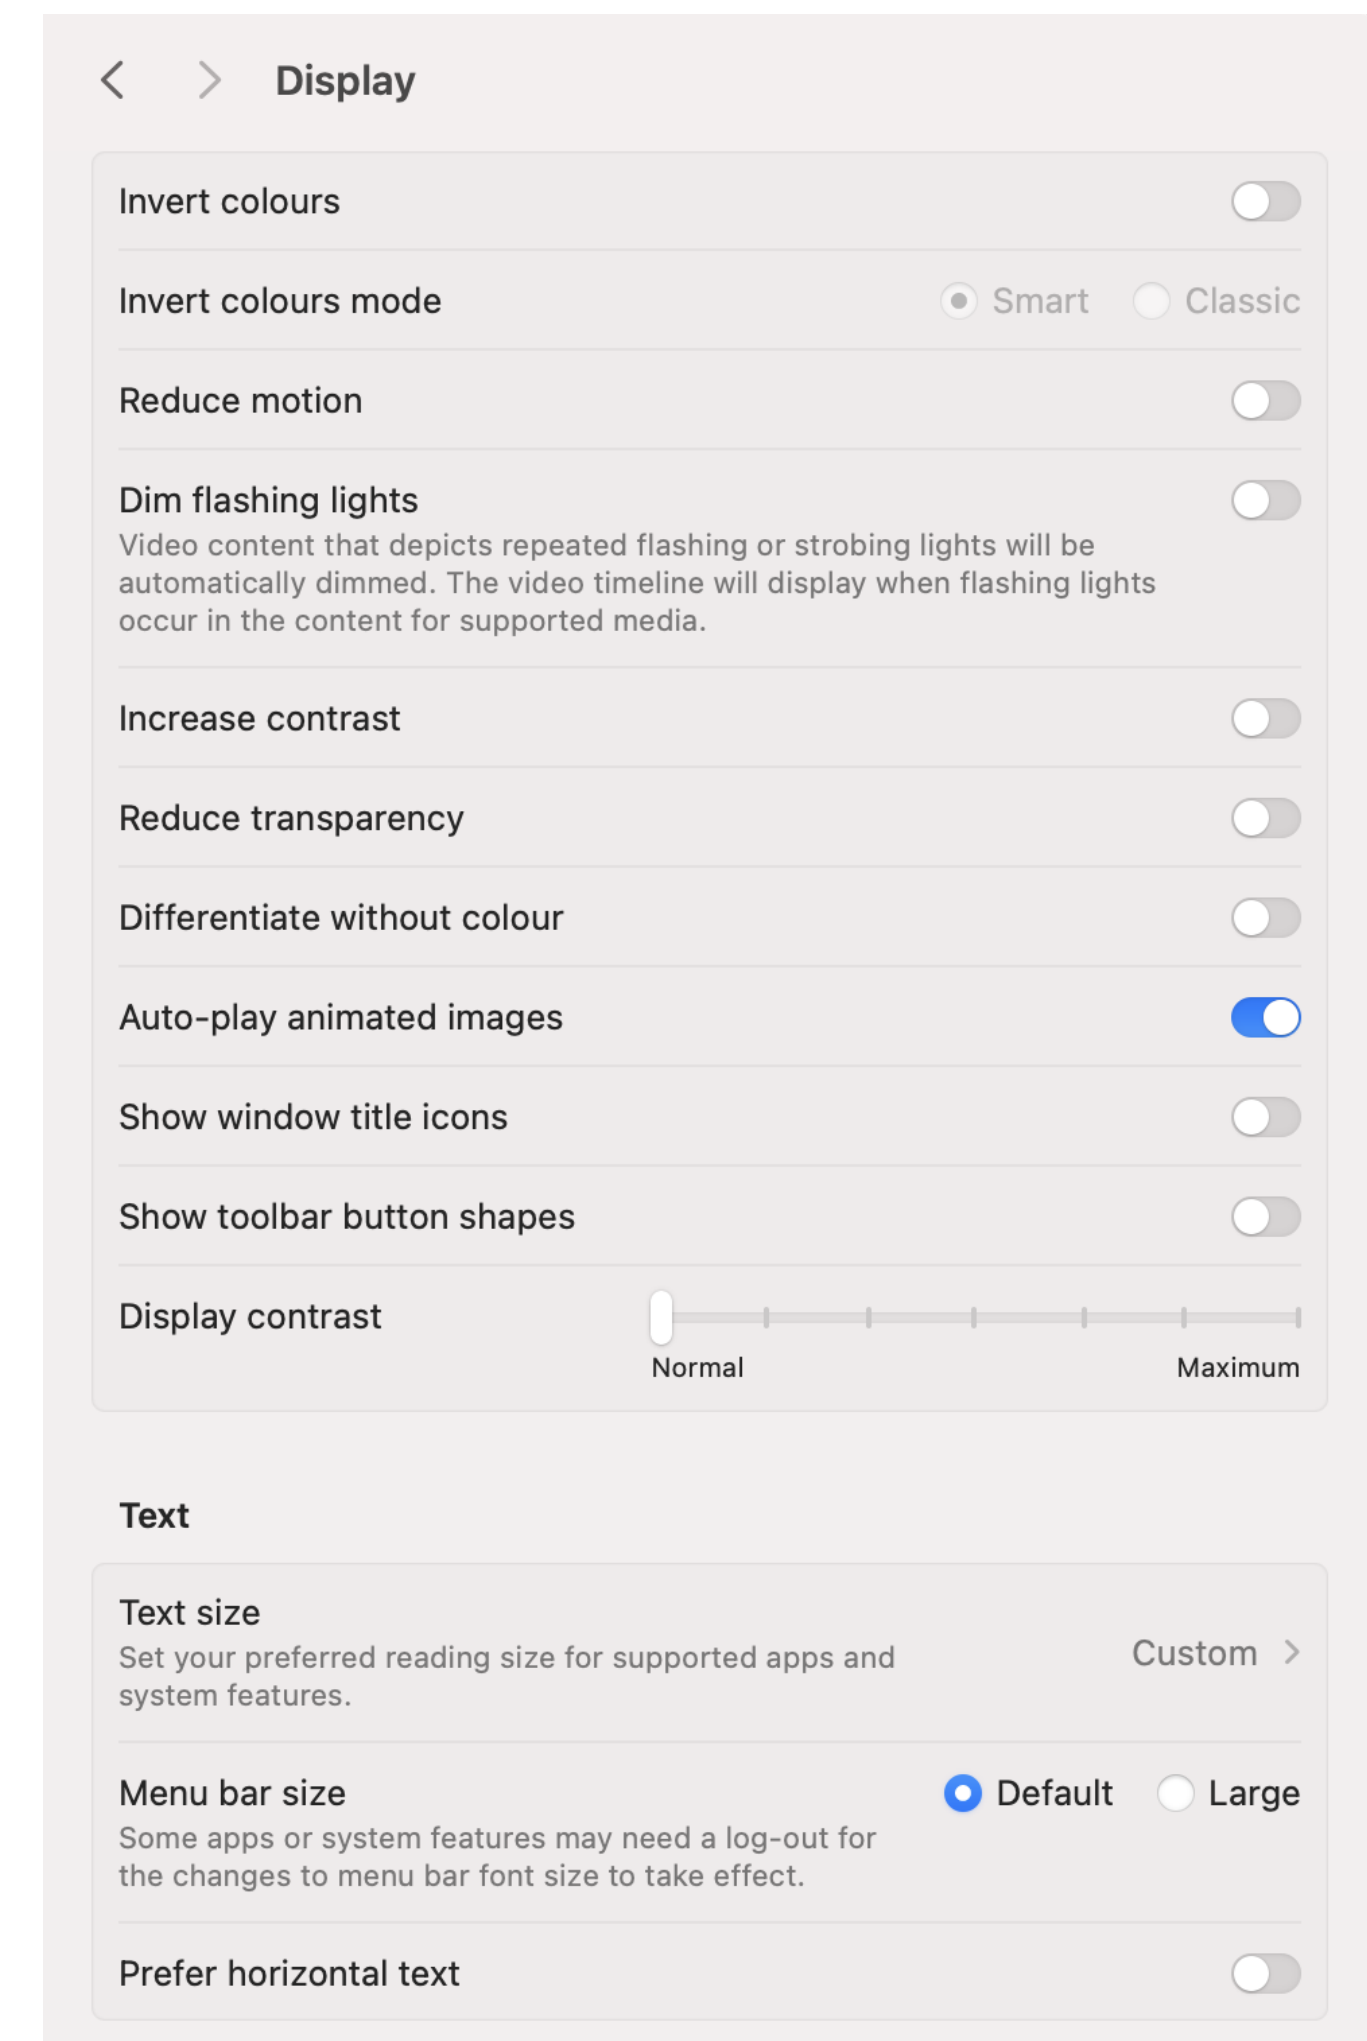 Display
Invert colours
Invert colours mode
Smart
Classic
Reduce motion
Dim flashing lights
Video content that depicts repeated flashing or strobing lights will be
automatically dimmed. The video timeline will display when flashing lights
occur in the content for supported media.
Increase contrast
Reduce transparency
Differentiate without colour
Auto-play animated images
Show window title icons
Show toolbar button shapes
Display contrast
Normal
Maximum
Text
Text size
Set your preferred reading size for supported apps and
system features.
Custom
Menu bar size
Default
Large
Some apps or system features may need a log-out for
the changes to menu bar font size to take effect.
Prefer horizontal text